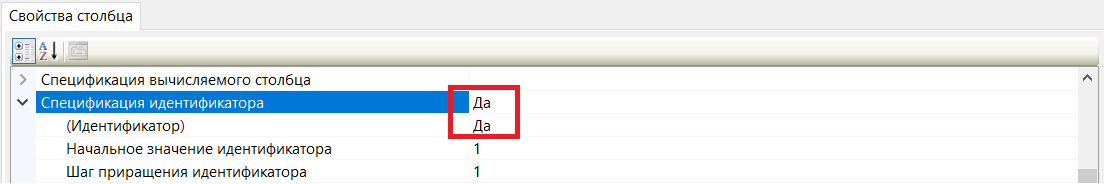 Свойства столбца
A
Z
Спецификация вычисляемого столбца
Спецификация идентификатора Да
(Идентификатор) Да
Начальное значение идентификатора 1
Шаг приращения идентификатора 1